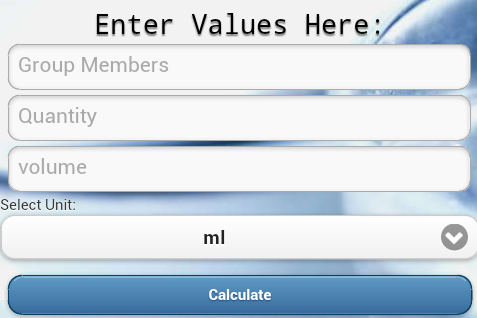 Enter Values Here:
Group Members
Quantity
volume
Select Unit:
ml
Calculate